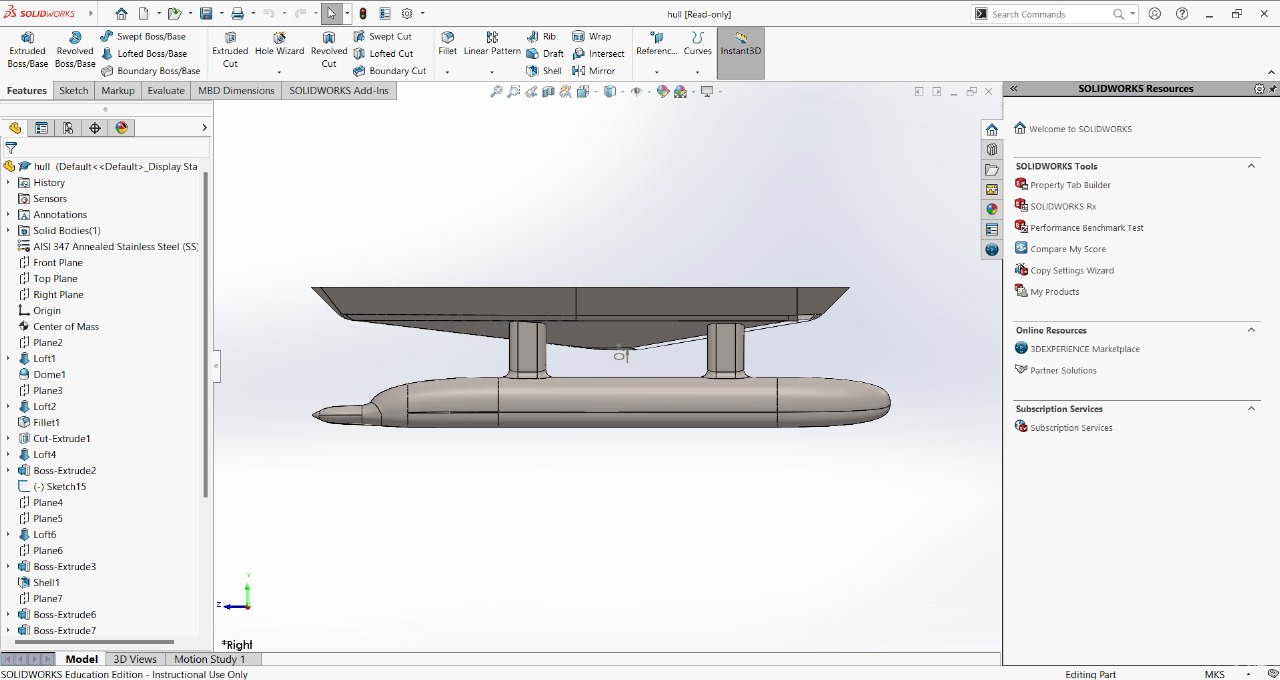 SOLIDWORKS
hull [Read-only]
Search Commands
Extruded Boss/Base
Revolved Boss/Base
Swept Boss/Base
Lofted Boss/Base
Boundary Boss/Base
Extruded Cut
Hole Wizard
Revolved Cut
Swept Cut
Lofted Cut
Boundary Cut
Fillet
Linear Pattern
Rib
Draft
Shell
Wrap
Intersect
Mirror
Referenc...
Curves
Instant3D
Features
Sketch
Markup
Evaluate
MBD Dimensions
SOLIDWORKS Add-Ins
hull (Default<<Default>_Display Sta
History
Sensors
Annotations
Solid Bodies(1)
AISI 347 Annealed Stainless Steel (SS)
Front Plane
Top Plane
Right Plane
Origin
Center of Mass
Plane2
Loft1
Dome1
Plane3
Loft2
Fillet1
Cut-Extrude1
Loft4
Boss-Extrude2
(-) Sketch15
Plane4
Plane5
Loft6
Plane6
Boss-Extrude3
Shell1
Plane7
Boss-Extrude6
Boss-Extrude7
Y
Z
*Right
SOLIDWORKS Resources
Welcome to SOLIDWORKS
SOLIDWORKS Tools
Property Tab Builder
SOLIDWORKS Rx
Performance Benchmark Test
Compare My Score
Copy Settings Wizard
My Products
Online Resources
3DEXPERIENCE Marketplace
Partner Solutions
Subscription Services
Subscription Services
Model
3D Views
Motion Study 1
SOLIDWORKS Education Edition - Instructional Use Only
Editing Part
MKS